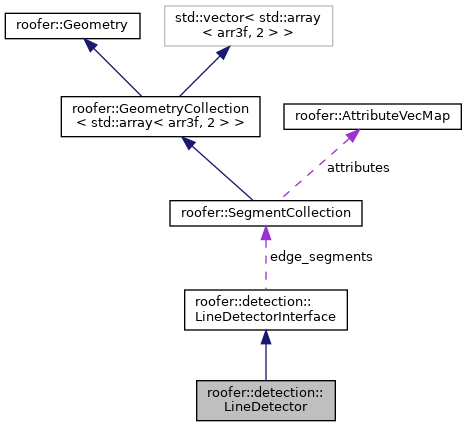 roofer::Geometry
std::vector< std::array
< arr3f, 2 > >
roofer::GeometryCollection
< std::array< arr3f, 2 > >
roofer::AttributeVecMap
attributes
roofer::SegmentCollection
edge_segments
roofer::detection::
LineDetectorInterface
roofer::detection::
LineDetector